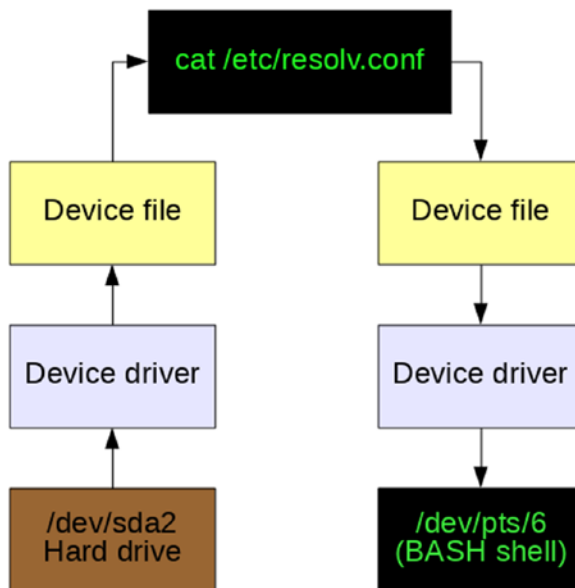 cat /etc/resolv.conf
Device file
Device file
Device driver
Device driver
/dev/sda2
Hard drive
/dev/pts/6
(BASH shell)